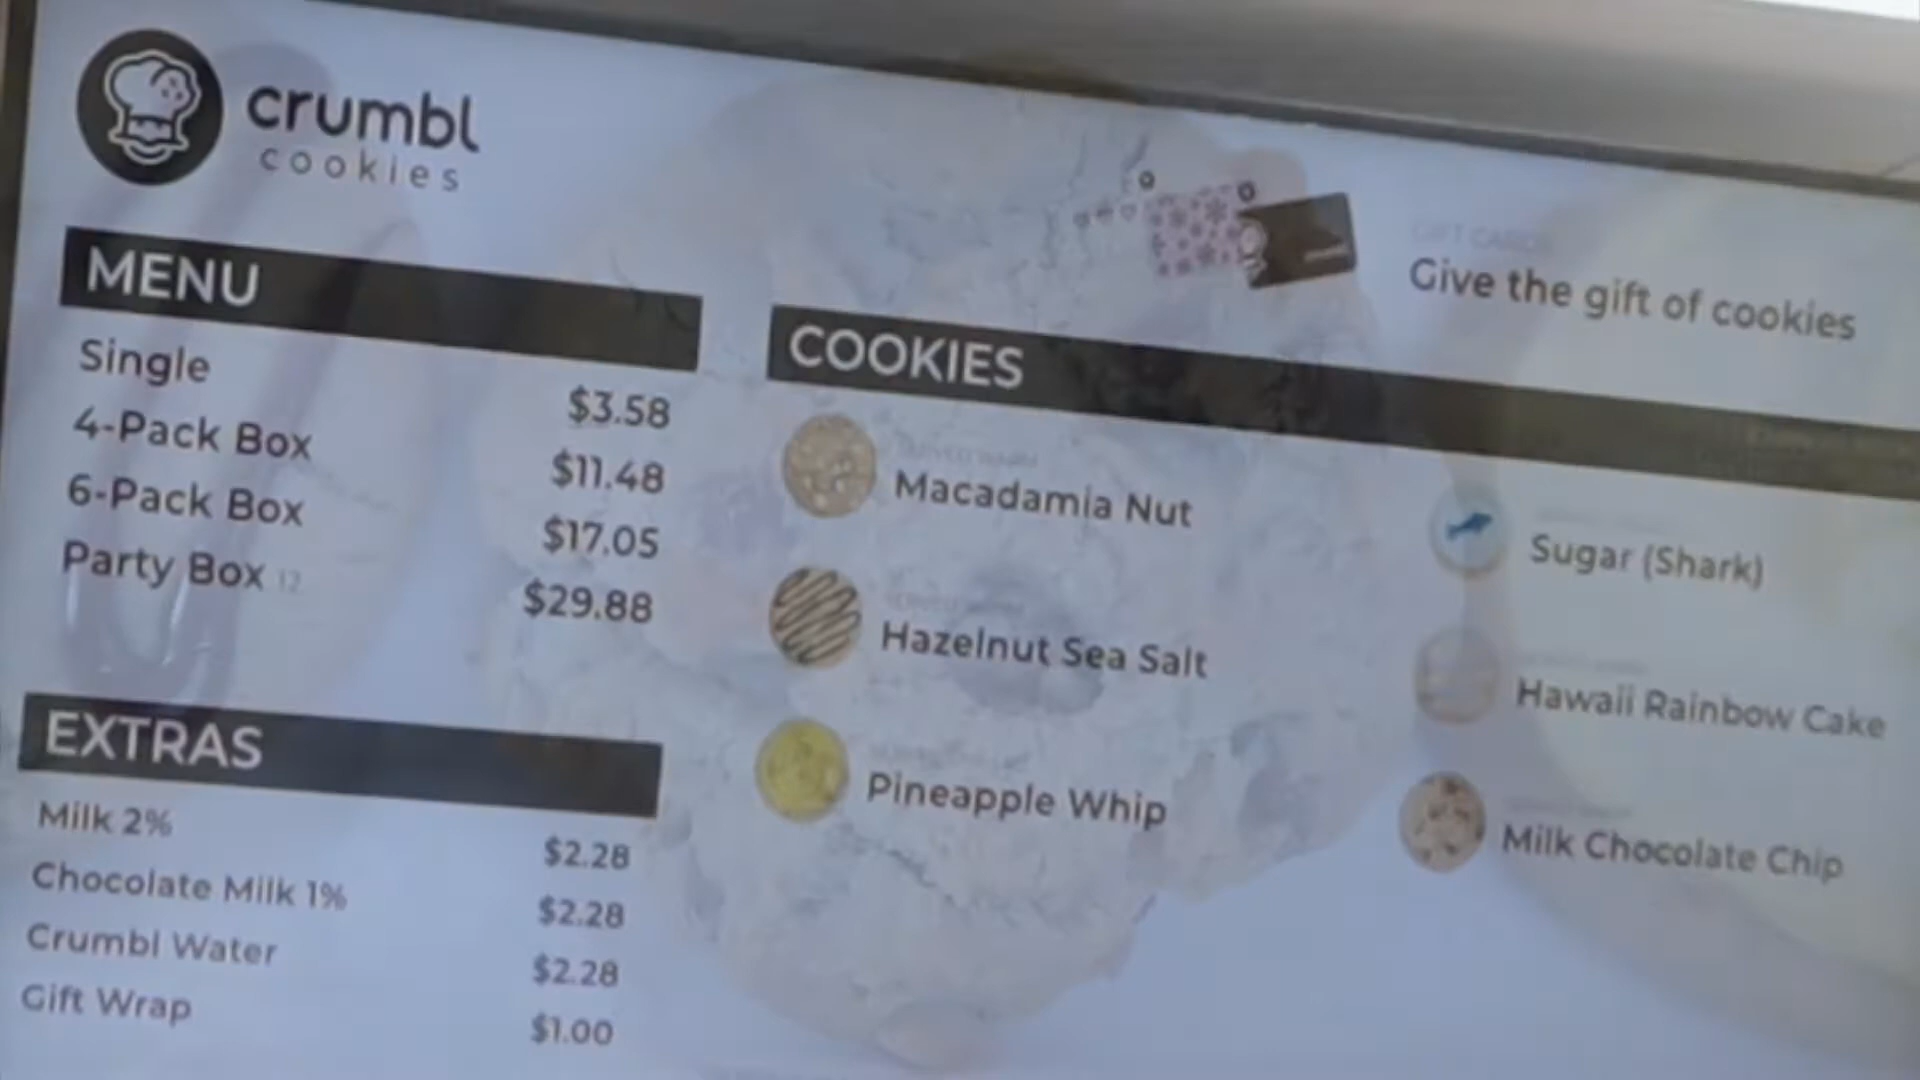 crumbl
cookies
Give the gift of cookies
MENU
Single $3.58
4-Pack Box $11.48
6-Pack Box $17.05
Party Box 12 $29.88
EXTRAS
Milk 2% $2.28
Chocolate Milk 1% $2.28
Crumbl Water $2.28
Gift Wrap $1.00
COOKIES
Macadamia Nut
Hazelnut Sea Salt
Pineapple Whip
Sugar (Shark)
Hawaii Rainbow Cake
Milk Chocolate Chip